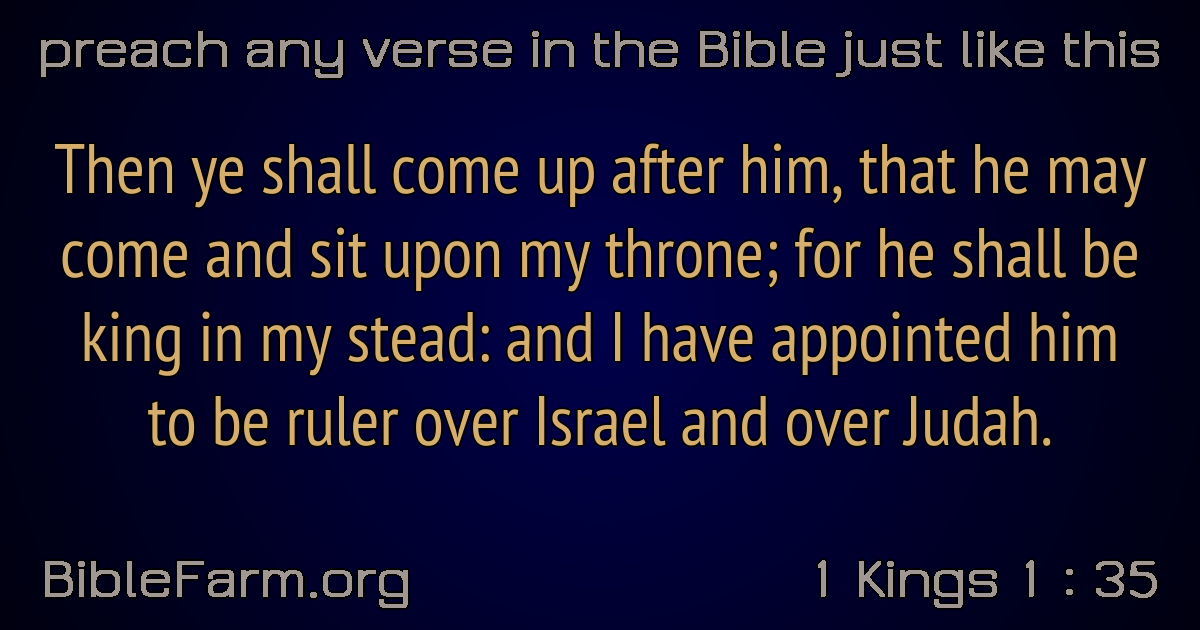 preach any verse in the Bible just like this
Then ye shall come up after him, that he may
come and sit upon my throne; for he shall be
king in my stead: and I have appointed him
to be ruler over Israel and over Judah.
BibleFarm.org
1 Kings 1 : 35